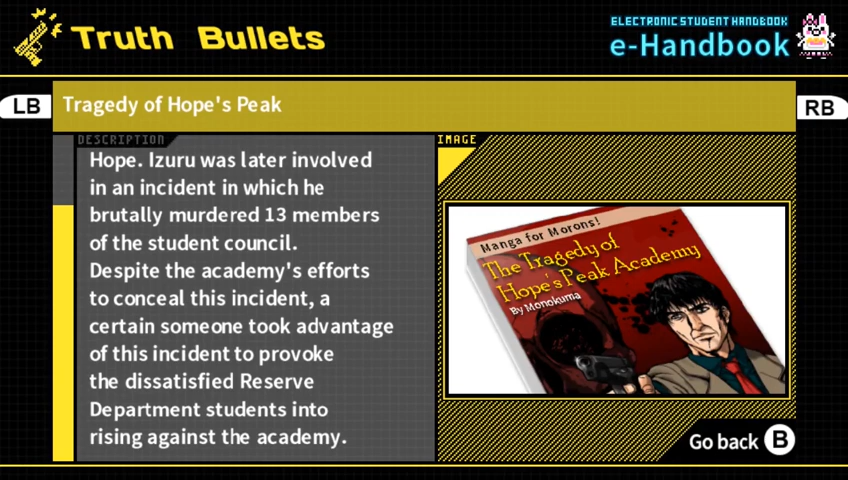 Truth Bullets
ELECTRONIC STUDENT HANDBOOK
e-Handbook
LB
Tragedy of Hope's Peak
RB
DESCRIPTION
Hope. Izuru was later involved
in an incident in which he
brutally murdered 13 members
of the student council.
Despite the academy's efforts
to conceal this incident, a
certain someone took advantage
of this incident to provoke
the dissatisfied Reserve
Department students into
rising against the academy.
IMAGE
Manga for Morons!
The Tragedy of
Hope's Peak Academy
By Monokuma
Go back B